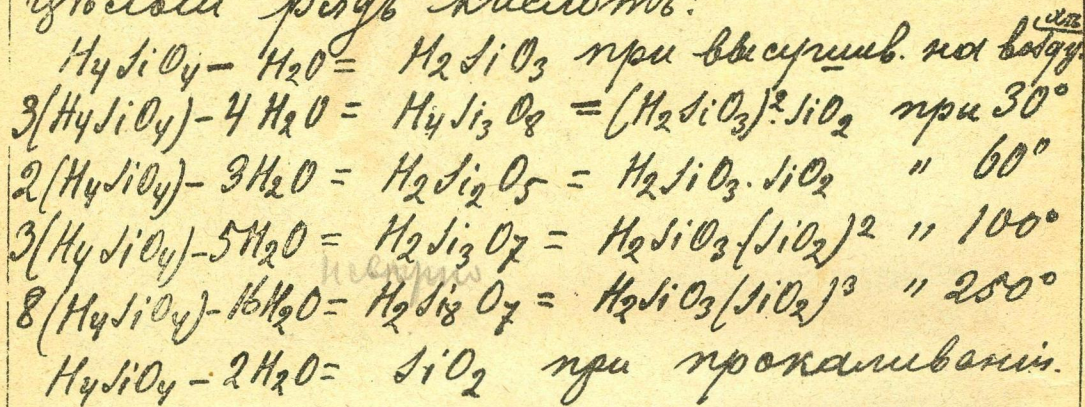 цѣлый рядъ кислотъ:
H₄SiO₄ – H₂O = H₂SiO₃ при высушив. на воздухѣ
3(H₄SiO₄) – 4H₂O = H₄Si₃O₈ = (H₂SiO₃)²·SiO₂ при 30°
2(H₄SiO₄) – 3H₂O = H₂Si₂O₅ = H₂SiO₃·SiO₂ " 60°
3(H₄SiO₄) – 5H₂O = H₂Si₃O₇ = H₂SiO₃·(SiO₂)² " 100°
невѣрно
8(H₄SiO₄) – 16H₂O = H₂Si₈O₇ = H₂SiO₃(SiO₂)³ " 250°
H₄SiO₄ – 2H₂O = SiO₂ при прокаливаніи.